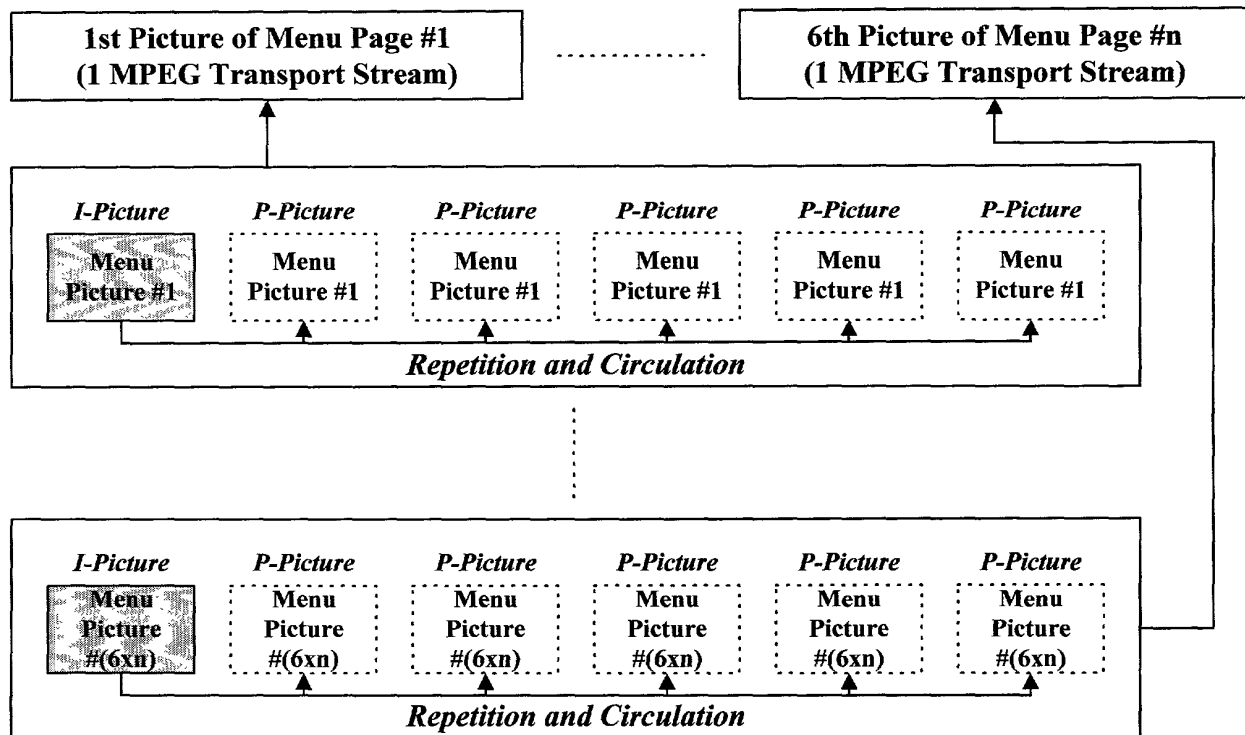 1st Picture of Menu Page #1
(1 MPEG Transport Stream)
6th Picture of Menu Page #n
(1 MPEG Transport Stream)
I-Picture
P-Picture
P-Picture
P-Picture
P-Picture
P-Picture
Menu
Picture #1
Menu
Picture #1
Menu
Picture #1
Menu
Picture #1
Menu
Picture #1
Menu
Picture #1
Repetition and Circulation
I-Picture
P-Picture
P-Picture
P-Picture
P-Picture
P-Picture
Menu
Picture
#(6xn)
Menu
Picture
#(6xn)
Menu
Picture
#(6xn)
Menu
Picture
#(6xn)
Menu
Picture
#(6xn)
Menu
Picture
#(6xn)
Repetition and Circulation